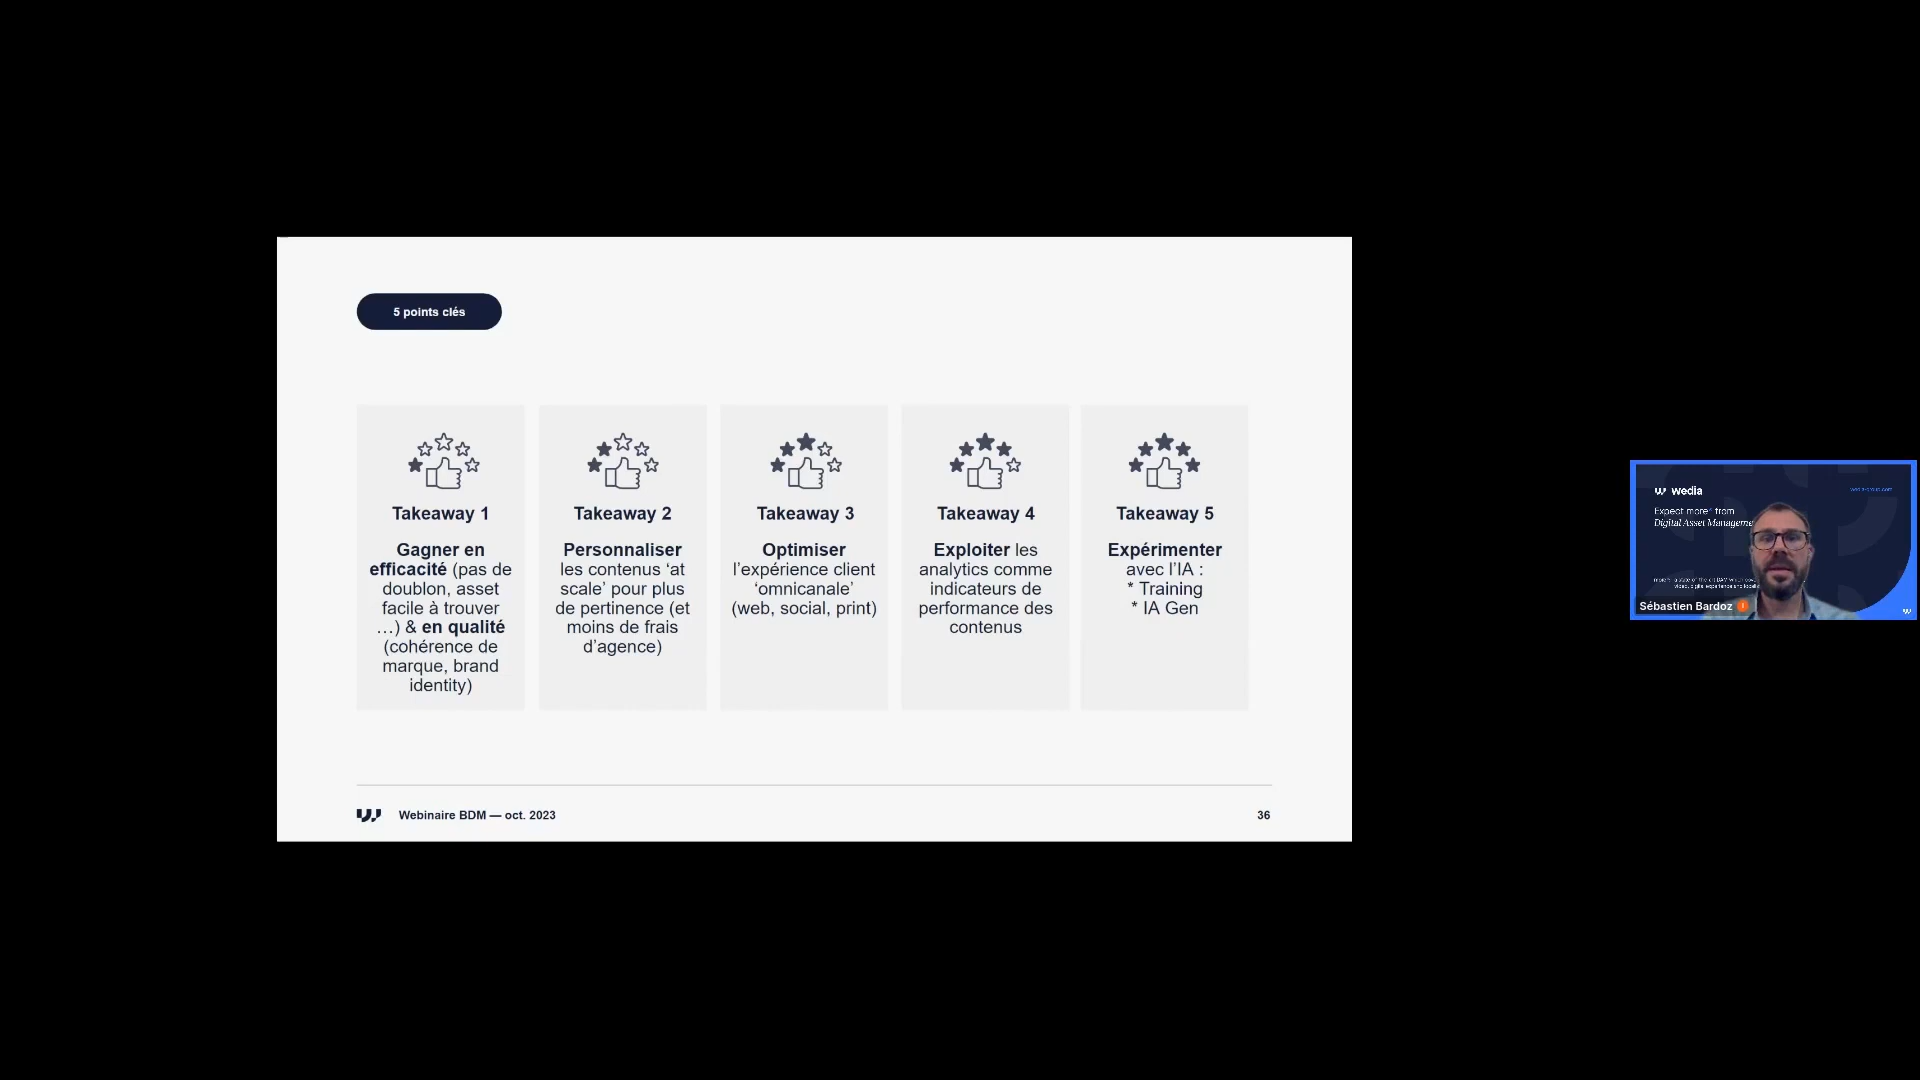 5 points clés
Takeaway 1
Gagner en
efficacité (pas de
doublon, asset
facile à trouver
…) & en qualité
(cohérence de
marque, brand
identity)
Takeaway 2
Personnaliser
les contenus ‘at
scale’ pour plus
de pertinence (et
moins de frais
d’agence)
Takeaway 3
Optimiser
l’expérience client
‘omnicanale’
(web, social, print)
Takeaway 4
Exploiter les
analytics comme
indicateurs de
performance des
contenus
Takeaway 5
Expérimenter
avec l’IA :
* Training
* IA Gen
Webinaire BDM — oct. 2023
36
wedia
Expect more* from
Digital Asset Manageme
Sébastien Bardoz